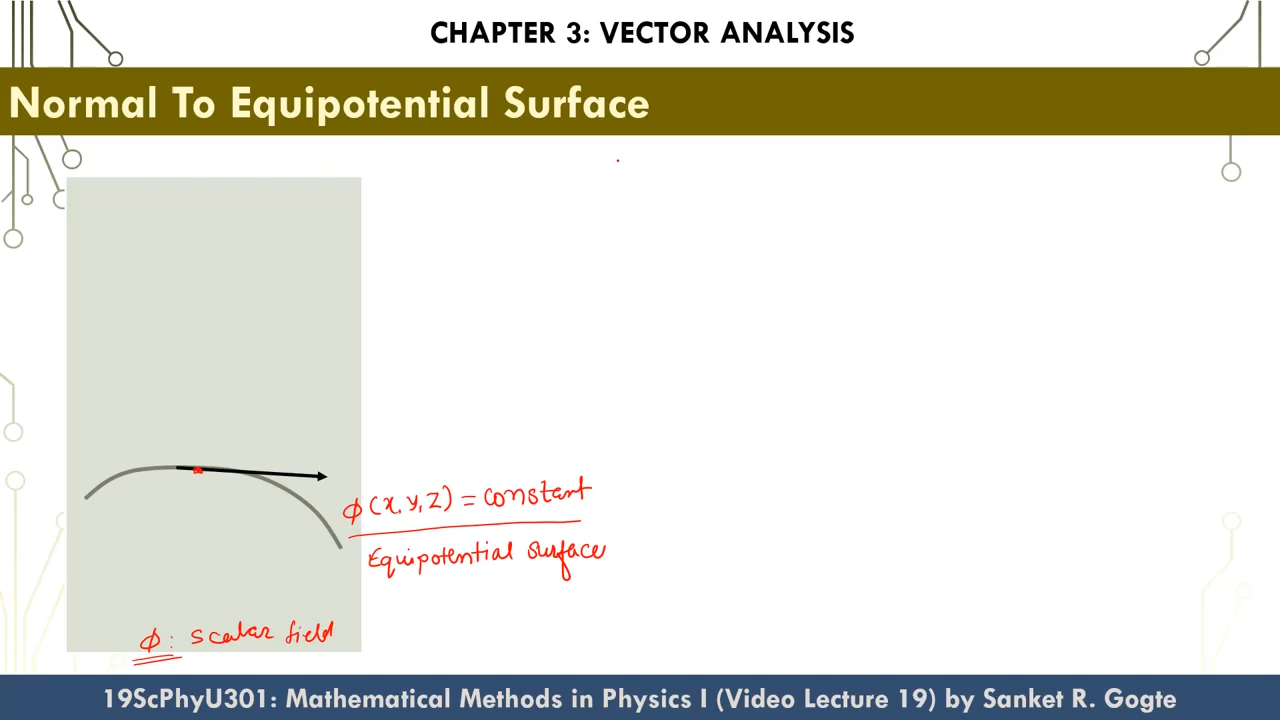 CHAPTER 3: VECTOR ANALYSIS
Normal To Equipotential Surface
ϕ(x,y,z) = constant
Equipotential surface
ϕ: scalar field
19ScPhyU301: Mathematical Methods in Physics I (Video Lecture 19) by Sanket R. Gogte